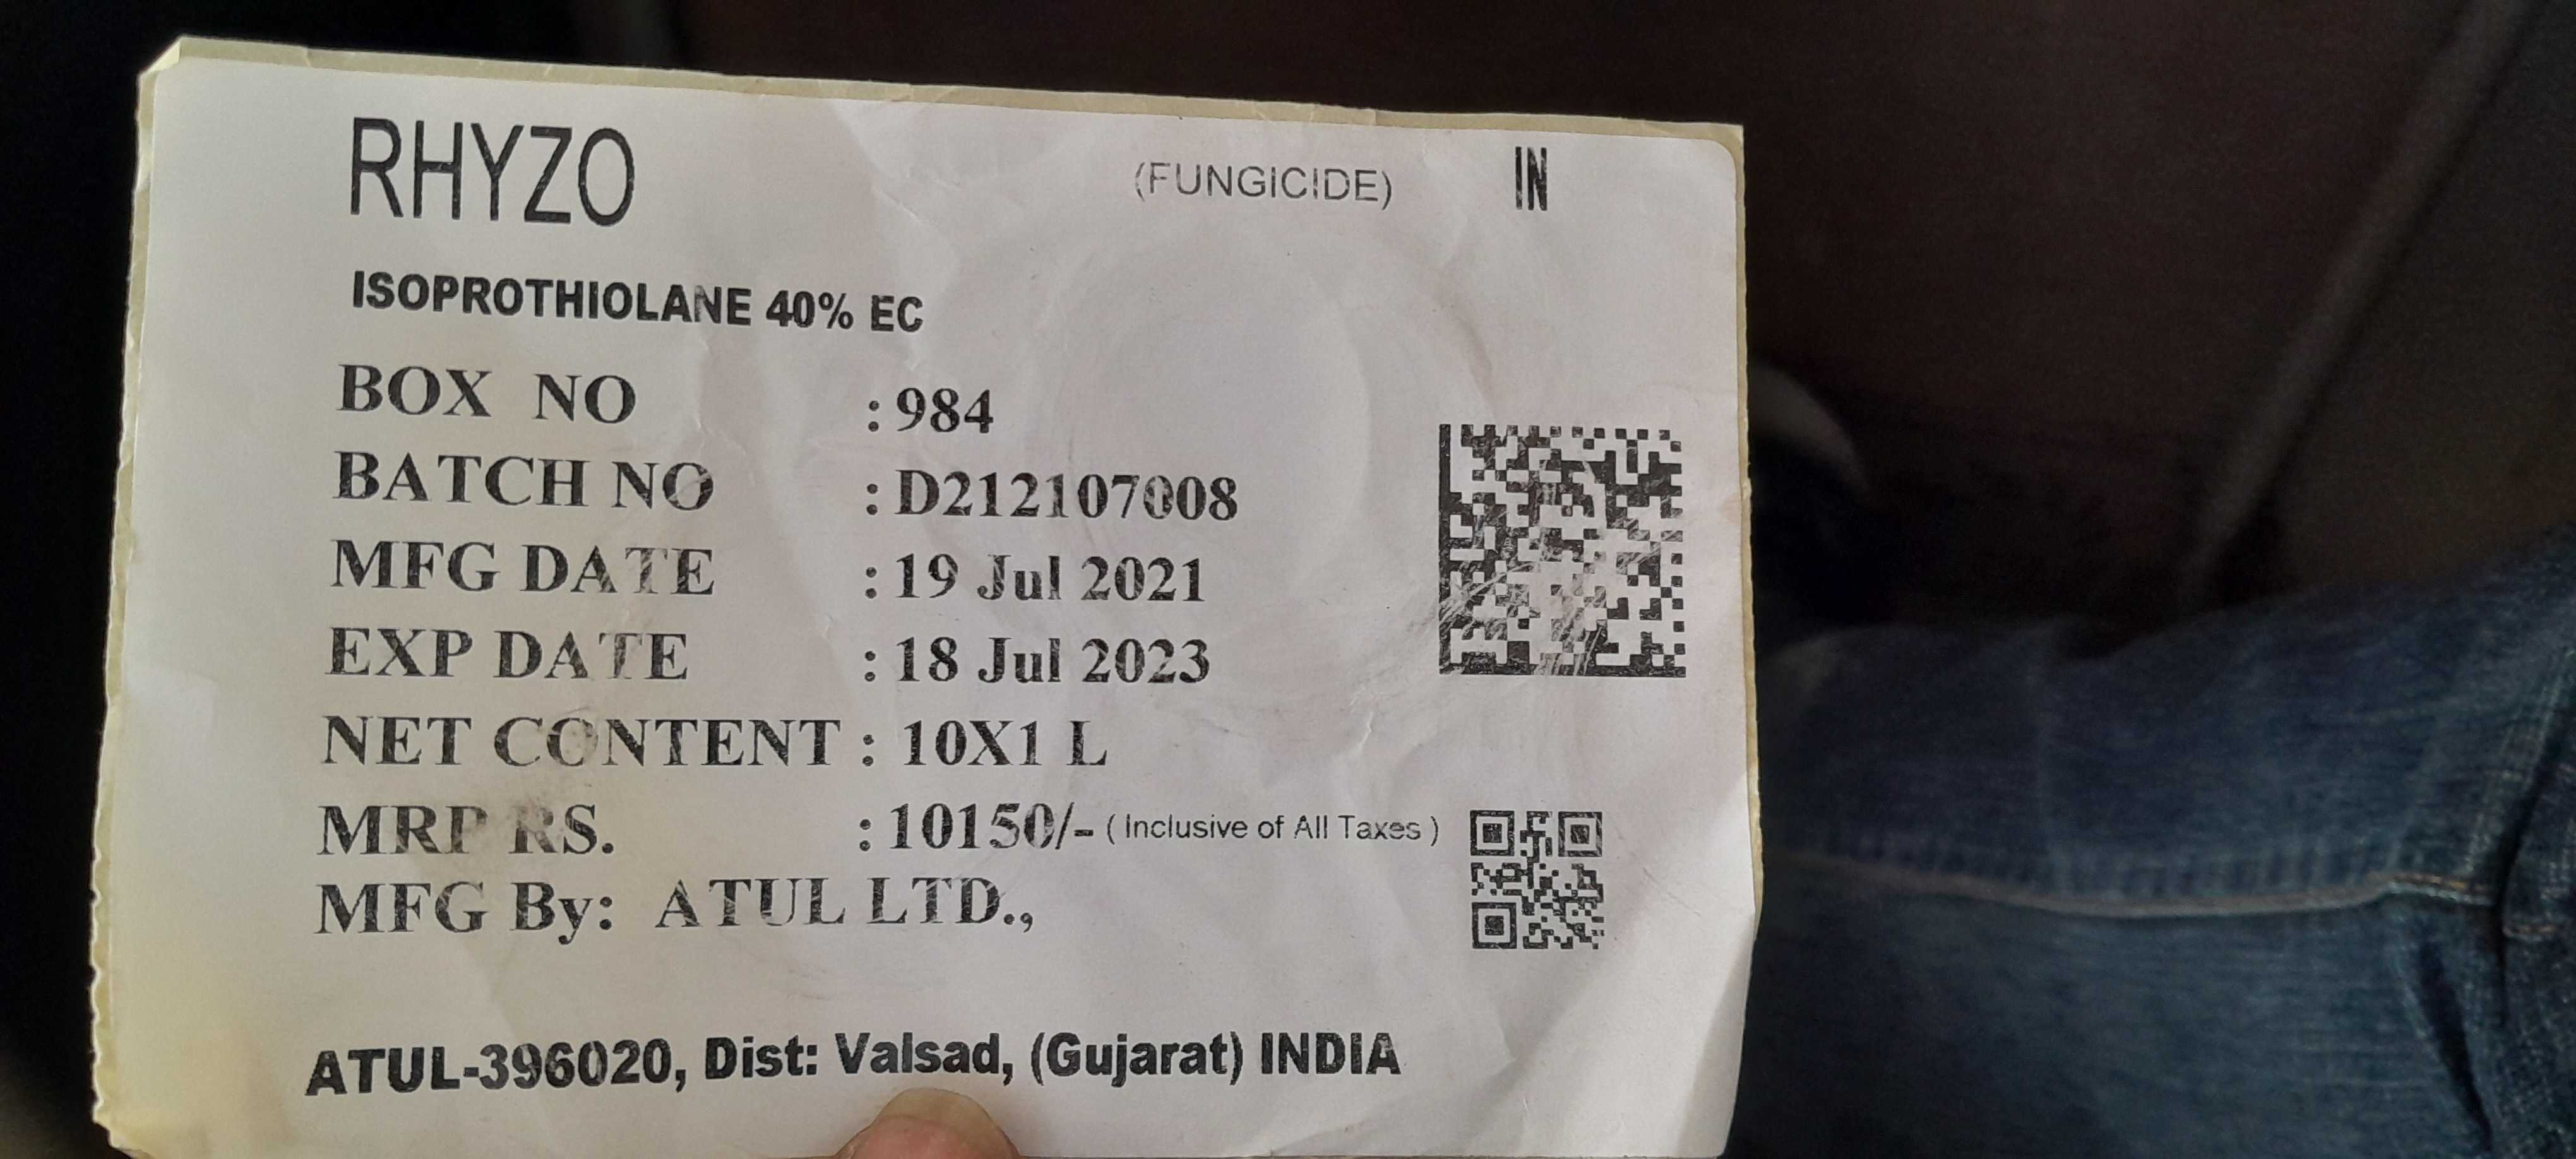 RHYZO (FUNGICIDE) IN
ISOPROTHIOLANE 40% EC
BOX NO : 984
BATCH NO : D212107008
MFG DATE : 19 Jul 2021
EXP DATE : 18 Jul 2023
NET CONTENT : 10X1 L
MRP RS. : 10150/- ( Inclusive of All Taxes )
MFG By: ATUL LTD.,
ATUL-396020, Dist: Valsad, (Gujarat) INDIA